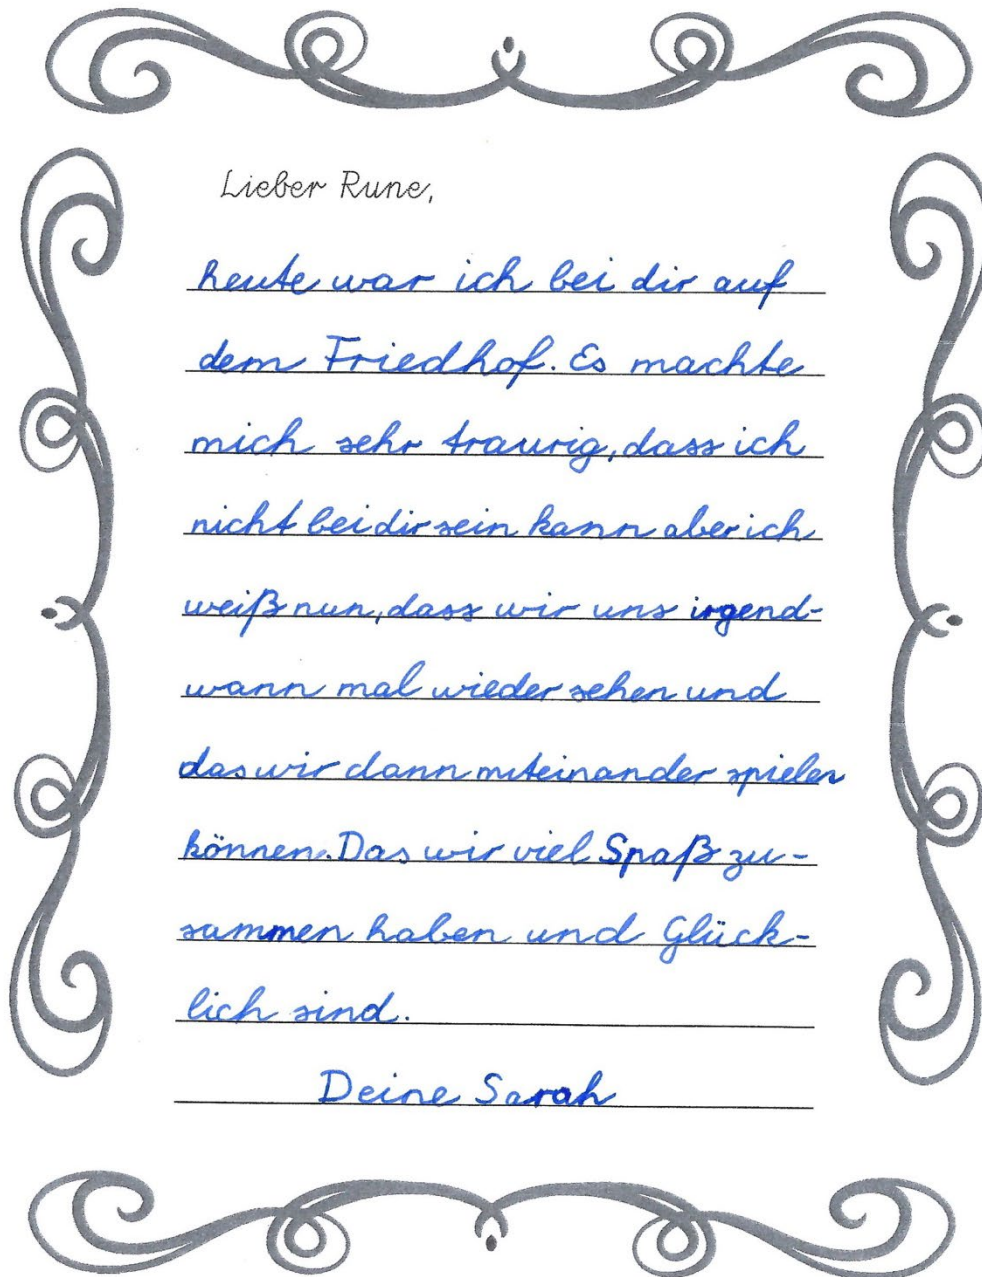 Lieber Rune,
heute war ich bei dir auf
dem Friedhof. Es machte
mich sehr traurig, dass ich
nicht bei dir sein kann aber ich
weiß nun, dass wir uns irgend-
wann mal wieder sehen und
das wir dann miteinander spielen
können. Das wir viel Spaß zu-
sammen haben und Glück-
lich sind.
Deine Sarah